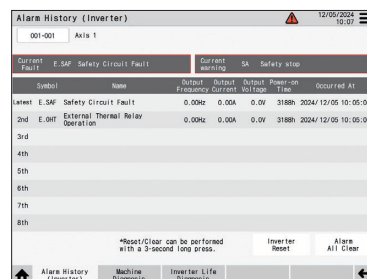 Alarm History (Inverter)
12/05/2024
10:07
001-001 Axis 1
Current Fault E.SAF Safety Circuit Fault
Current warning SA Safety stop
Symbol Name Output Frequency Output Current Output Voltage Power-on Time Occurred At
Latest E.SAF Safety Circuit Fault 0.00Hz 0.00A 0.0V 3188h 2024/12/05 10:05:0
2nd E.OHT External Thermal Relay Operation 0.00Hz 0.00A 0.0V 3188h 2024/12/05 10:05:0
3rd
4th
5th
6th
7th
8th
*Reset/Clear can be performed
with a 3-second long press.
Inverter Reset
Alarm All Clear
Alarm History (Inverter)
Machine Diagnosis
Inverter Life Diagnosis